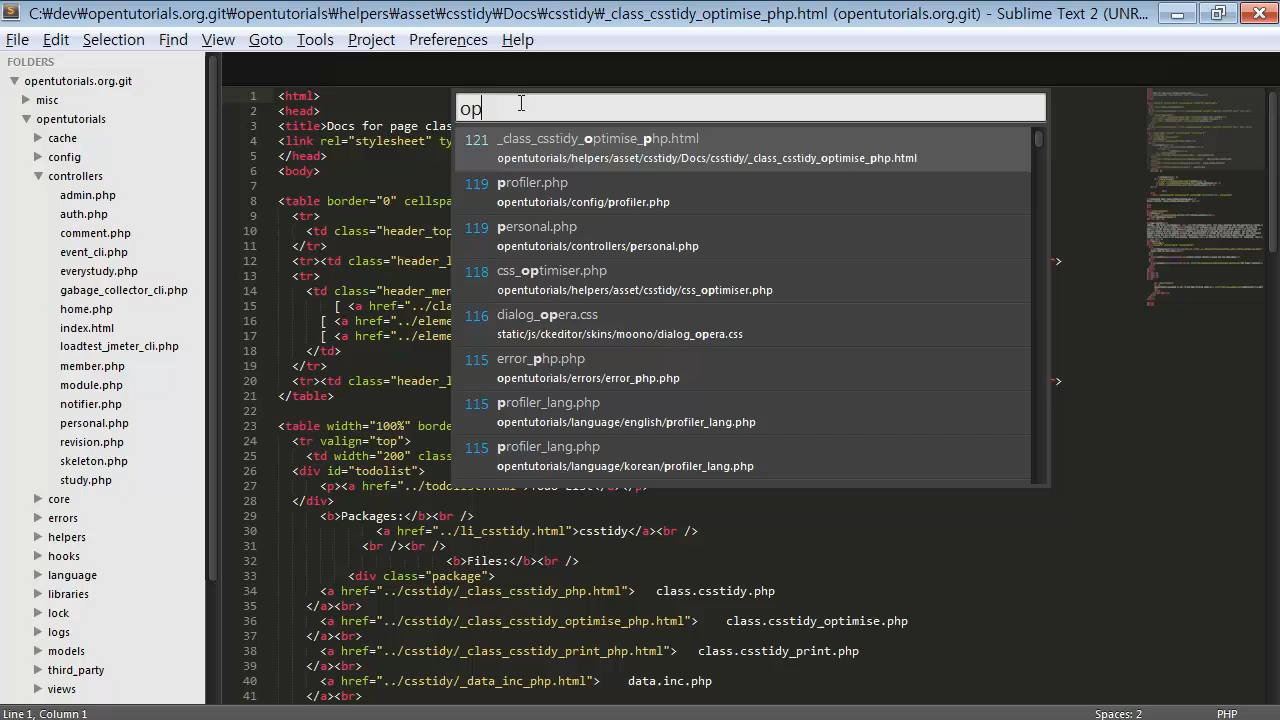 C:₩dev₩opentutorials.org.git₩opentutorials₩helpers₩asset₩csstidy₩Docs₩csstidy₩_class_csstidy_optimise_php.html (opentutorials.org.git) - Sublime Text 2 (UNR...
File Edit Selection Find View Goto Tools Project Preferences Help
FOLDERS
opentutorials.org.git
misc
opentutorials
config
controllers
admin.php
auth.php
comment.php
event_cli.php
everystudy.php
gabage_collector_cli.php
home.php
index.html
loadtest_jmeter_cli.php
member.php
module.php
notifier.php
personal.php
revision.php
skeleton.php
study.php
core
errors
helpers
hooks
language
libraries
lock
logs
models
third_party
views
op
121 _class_csstidy_optimise_php.html
opentutorials/helpers/asset/csstidy/Docs/csstidy/_class_csstidy_optimise_php.html
119 profiler.php
opentutorials/config/profiler.php
119 personal.php
opentutorials/controllers/personal.php
118 css_optimiser.php
opentutorials/helpers/asset/csstidy/css_optimiser.php
116 dialog_opera.css
static/js/ckeditor/skins/moono/dialog_opera.css
115 error_php.php
opentutorials/errors/error_php.php
115 profiler_lang.php
opentutorials/language/english/profiler_lang.php
115 profiler_lang.php
opentutorials/language/korean/profiler_lang.php
1 <html>
2 <head>
3 <title>Docs for page clas
4 <link rel="stylesheet" ty
5 </head>
6 <body>
7
8 <table border="0" cellspa
9 <tr>
10 <td class="header_top
11 </tr>
12 <tr><td class="header_l
13 <tr>
14 <td class="header_me
15 [ <a href="../cla
16 [ <a href="../eleme
17 [ <a href="../eleme
18 </td>
19 </tr>
20 <tr><td class="header_l
21 </table>
22
23 <table width="100%" borde
24 <tr valign="top">
25 <td width="200" class
26 <div id="todolist">
27 <p><a href="../todolist.html">Todo List</a></p>
28 </div>
29 <b>Packages:</b><br />
30 <a href="../li_csstidy.html">csstidy</a><br />
31 <br /><br />
32 <b>Files:</b><br />
33 <div class="package">
34 <a href="../csstidy/_class_csstidy_php.html"> class.csstidy.php
35 </a><br>
36 <a href="../csstidy/_class_csstidy_optimise_php.html"> class.csstidy_optimise.php
37 </a><br>
38 <a href="../csstidy/_class_csstidy_print_php.html"> class.csstidy_print.php
39 </a><br>
40 <a href="../csstidy/_data_inc_php.html"> data.inc.php
41 </a><br>
Line 1, Column 1 Spaces: 2 PHP